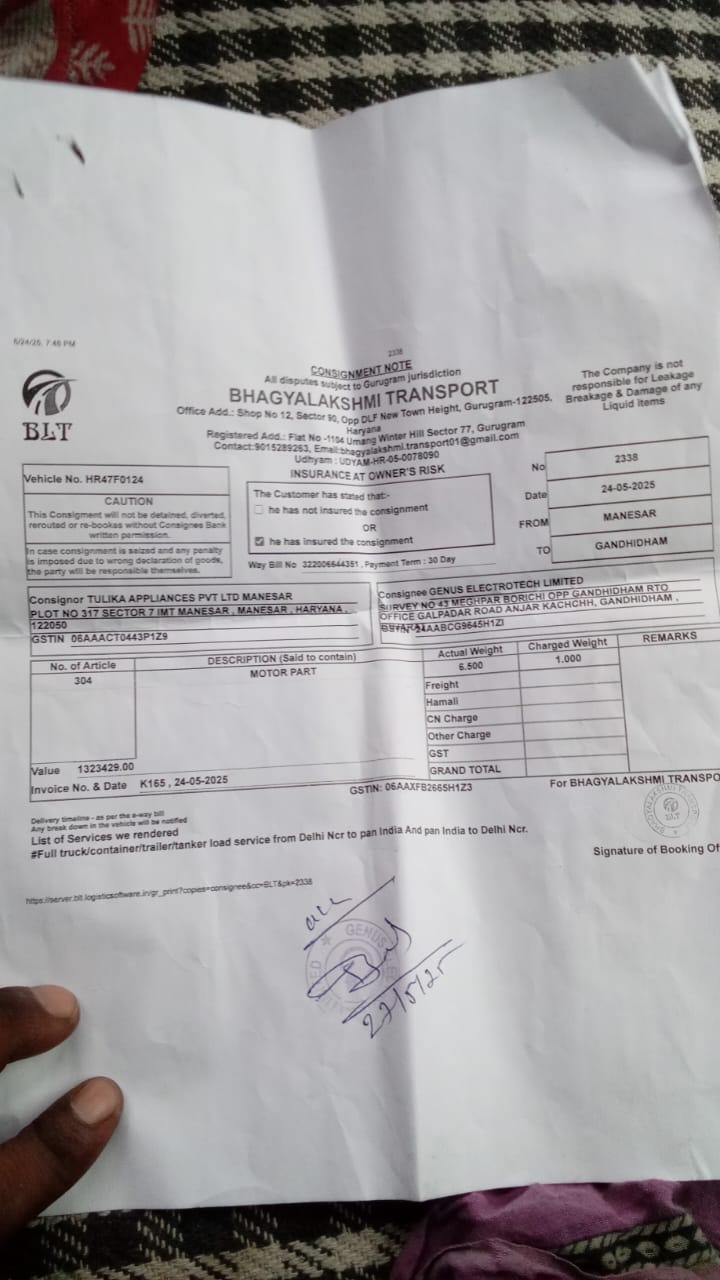 5/24/25, 7:46 PM
2338
CONSIGNMENT NOTE
All disputes subject to Gurugram jurisdiction
BHAGYALAKSHMI TRANSPORT
Office Add.: Shop No 12, Sector 90, Opp DLF New Town Height, Gurugram-122505,
Haryana
Registered Add.: Flat No -1104 Umang Winter Hill Sector 77, Gurugram
Contact:9015289263, Email:bhagyalakshmi.transport01@gmail.com
Udhyam : UDYAM-HR-05-0078090
The Company is not
responsible for Leakage
Breakage & Damage of any
Liquid items
BLT
Vehicle No. HR47F0124
CAUTION
This Consigment will not be detained, diverted,
rerouted or re-bookas without Consignee Bank
written permission.
In case consignment is seized and any penalty
is imposed due to wrong declaration of goods,
the party will be responsible themselves.
INSURANCE AT OWNER'S RISK
The Customer has stated that:-
he has not insured the consignment
OR
he has insured the consignment
Way Bill No 322006644351 , Payment Term : 30 Day
No 2338
Date 24-05-2025
FROM MANESAR
TO GANDHIDHAM
Consignor TULIKA APPLIANCES PVT LTD MANESAR
PLOT NO 317 SECTOR 7 IMT MANESAR , MANESAR , HARYANA ,
122050
GSTIN 06AAACT0443P1Z9
Consignee GENUS ELECTROTECH LIMITED
SURVEY NO 43 MEGHPAR BORICHI OPP GANDHIDHAM RTO
OFFICE GALPADAR ROAD ANJAR KACHCHH, GANDHIDHAM ,
24AABCG9645H1ZI
No. of Article
304
DESCRIPTION (Said to contain)
MOTOR PART
Actual Weight Charged Weight REMARKS
6.500 1.000
Freight
Hamali
CN Charge
Other Charge
GST
GRAND TOTAL
Value 1323429.00
Invoice No. & Date K165 , 24-05-2025
GSTIN: 06AAXFB2665H1Z3
For BHAGYALAKSHMI TRANSPO
Delivery timeline - as per the e-way bill
Any break down in the vehicle will be notified
List of Services we rendered
#Full truck/container/trailer/tanker load service from Delhi Ncr to pan India And pan India to Delhi Ncr.
BHAGYALAKSHMI
BLT
Signature of Booking Of
https://server.blt.logisticsoftware.in/gr_print?copies=consignee&cc=BLT&pk=2338
GENUS
27/5/25